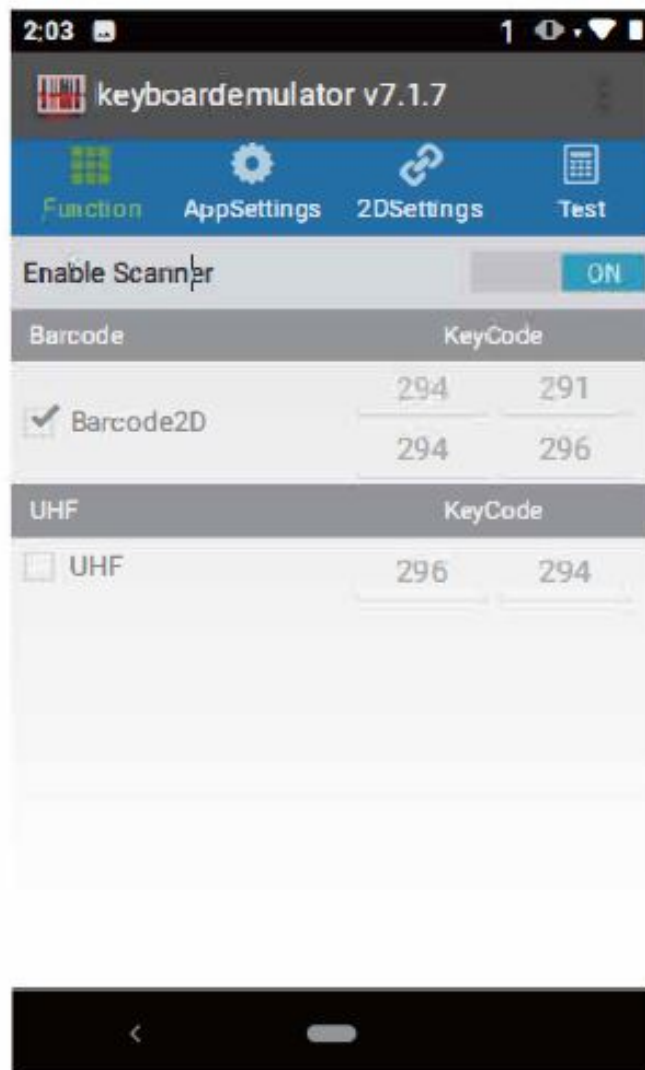 2:03 1
keyboardemulator v7.1.7
Function AppSettings 2DSettings Test
Enable Scanner ON
Barcode KeyCode
294 291
Barcode2D
294 296
UHF KeyCode
UHF 296 294